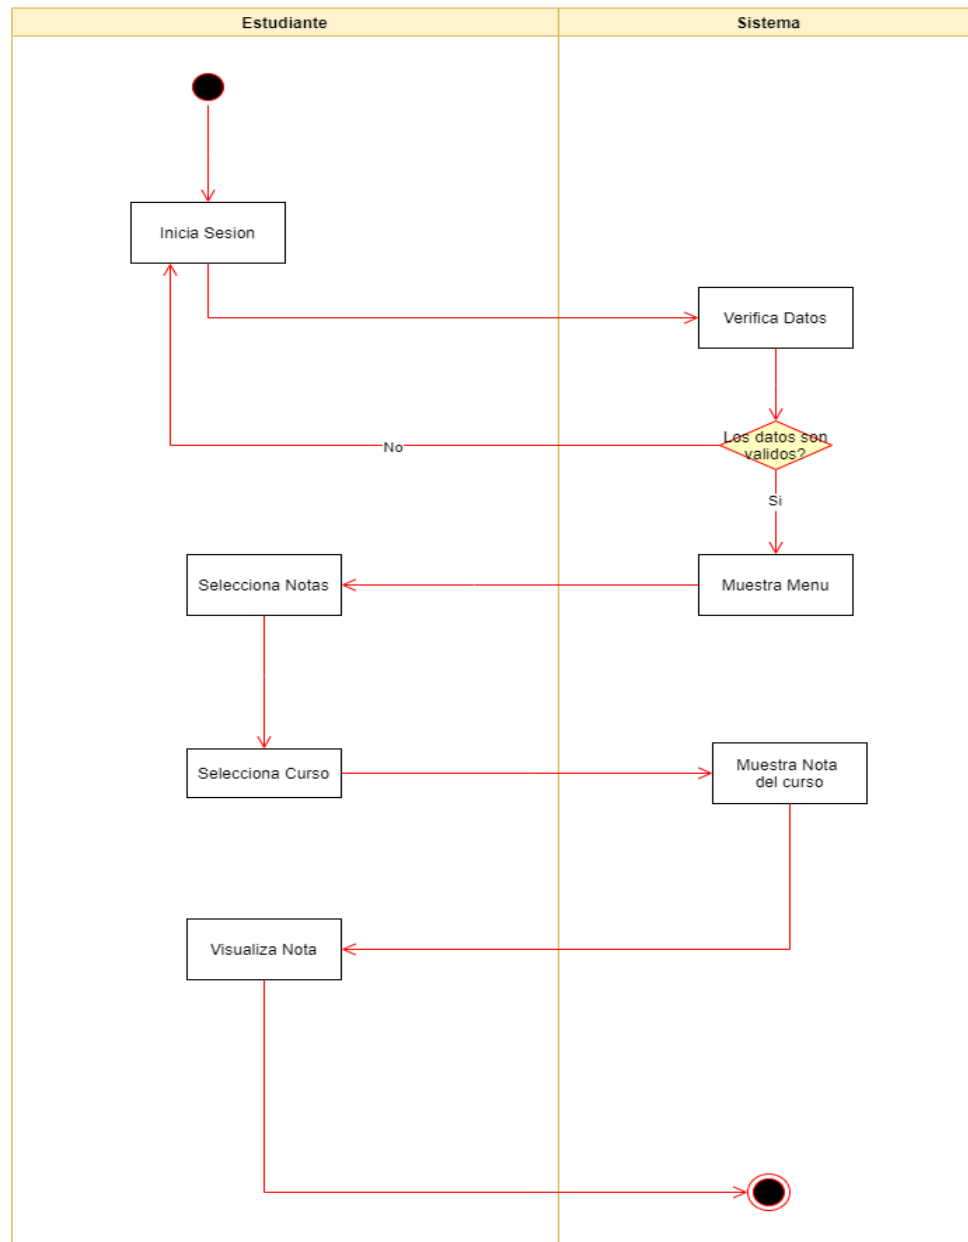 Estudiante
Sistema
Inicia Sesion
Verifica Datos
Los datos son
validos?
No
Si
Selecciona Notas
Muestra Menu
Selecciona Curso
Muestra Nota
del curso
Visualiza Nota